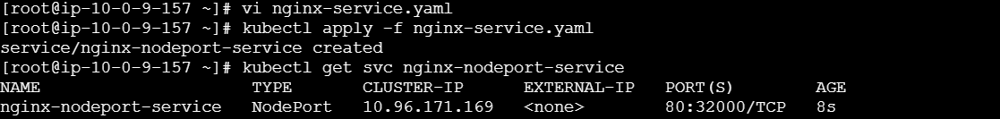 [root@ip-10-0-9-157 ~]# vi nginx-service.yaml
[root@ip-10-0-9-157 ~]# kubectl apply -f nginx-service.yaml
service/nginx-nodeport-service created
[root@ip-10-0-9-157 ~]# kubectl get svc nginx-nodeport-service
NAME TYPE CLUSTER-IP EXTERNAL-IP PORT(S) AGE
nginx-nodeport-service NodePort 10.96.171.169 <none> 80:32000/TCP 8s